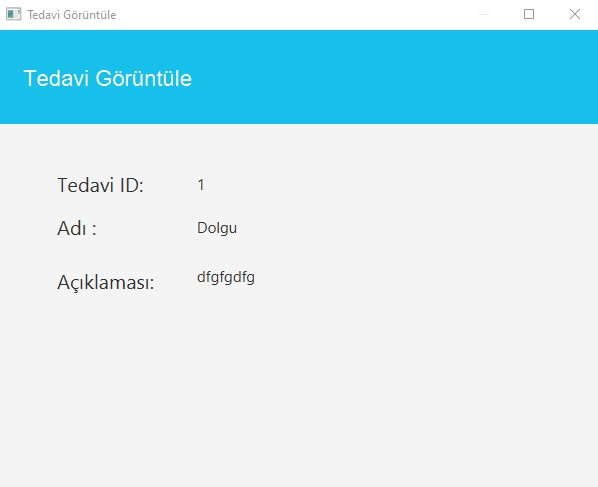 Tedavi Görüntüle
Tedavi Görüntüle
Tedavi ID: 1
Adı : Dolgu
Açıklaması: dfgfgdfg